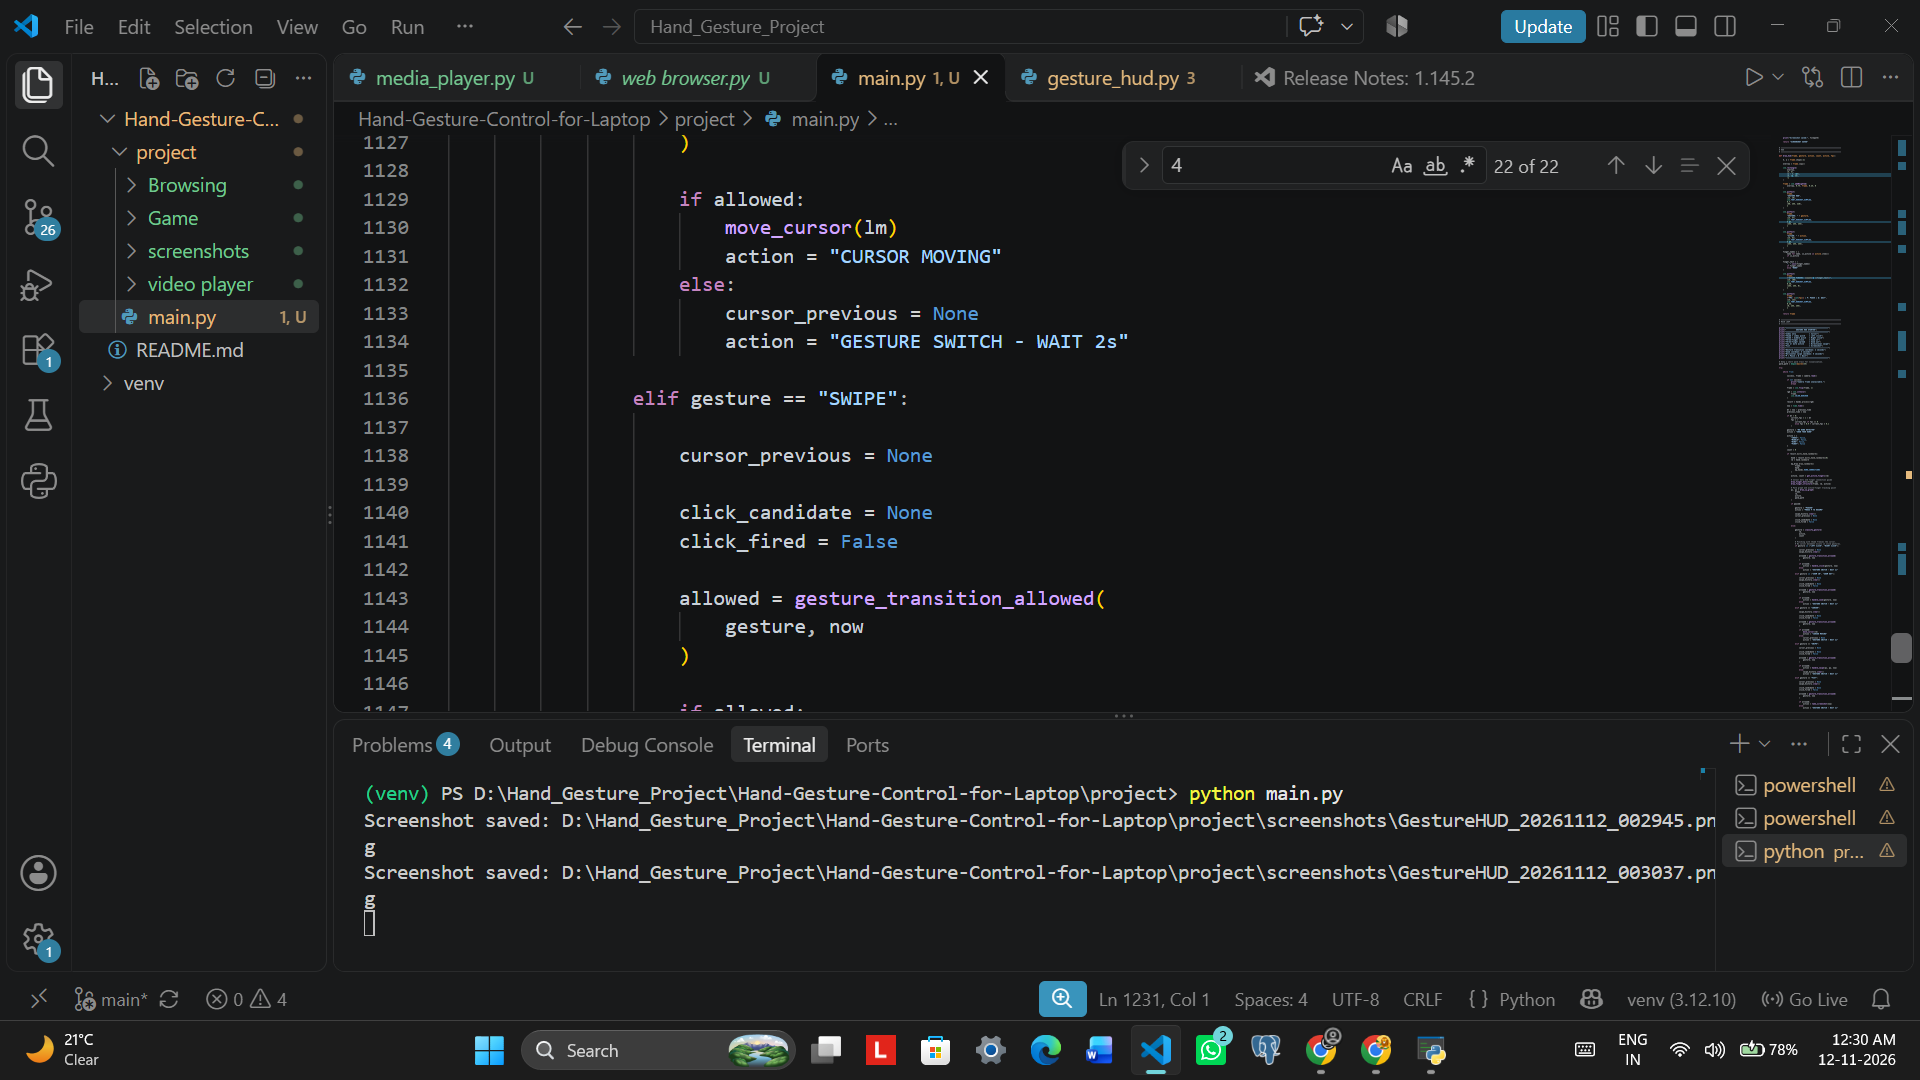 File Edit Selection View Go Run ···
Hand_Gesture_Project
Update
H... ···
Hand-Gesture-C...
project
Browsing
Game
screenshots
video player
main.py 1, U
README.md
venv
26
1
1
media_player.py U
web browser.py U
main.py 1, U
gesture_hud.py 3
Release Notes: 1.145.2
Hand-Gesture-Control-for-Laptop > project > main.py > ...
4 Aa ab .* 22 of 22
1127 )
1128
1129 if allowed:
1130 move_cursor(lm)
1131 action = "CURSOR MOVING"
1132 else:
1133 cursor_previous = None
1134 action = "GESTURE SWITCH - WAIT 2s"
1135
1136 elif gesture == "SWIPE":
1137
1138 cursor_previous = None
1139
1140 click_candidate = None
1141 click_fired = False
1142
1143 allowed = gesture_transition_allowed(
1144 gesture, now
1145 )
1146
1147 if allowed:
Problems 4 Output Debug Console Terminal Ports
(venv) PS D:\Hand_Gesture_Project\Hand-Gesture-Control-for-Laptop\project> python main.py
Screenshot saved: D:\Hand_Gesture_Project\Hand-Gesture-Control-for-Laptop\project\screenshots\GestureHUD_20261112_002945.pn
g
Screenshot saved: D:\Hand_Gesture_Project\Hand-Gesture-Control-for-Laptop\project\screenshots\GestureHUD_20261112_003037.pn
g
powershell
powershell
python pr...
main* 0 4
Ln 1231, Col 1 Spaces: 4 UTF-8 CRLF { } Python venv (3.12.10) Go Live
21°C
Clear
Search
L
W
2
ENG
IN
78%
12:30 AM
12-11-2026